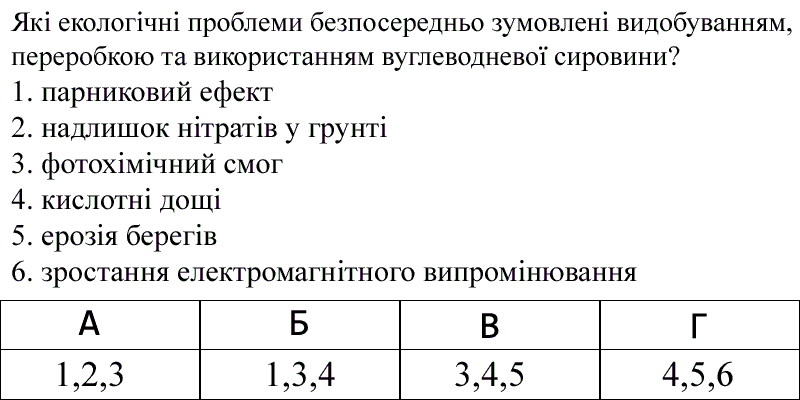 Які екологічні проблеми безпосередньо зумовлені видобуванням,
переробкою та використанням вуглеводневої сировини?
1. парниковий ефект
2. надлишок нітратів у грунті
3. фотохімічний смог
4. кислотні дощі
5. ерозія берегів
6. зростання електромагнітного випромінювання
А Б В Г
1,2,3 1,3,4 3,4,5 4,5,6